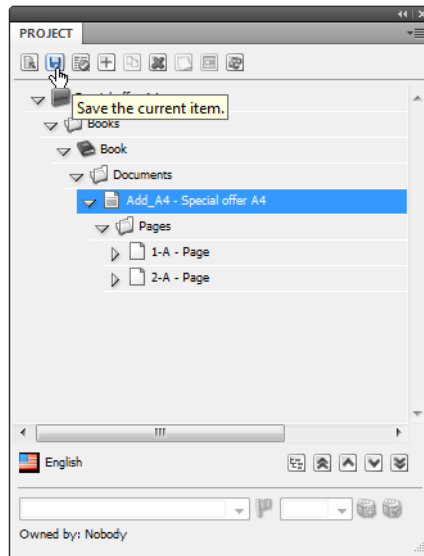 PROJECT
Save the current item.
Books
Book
Documents
Add_A4 - Special offer A4
Pages
1-A - Page
2-A - Page
English
Owned by: Nobody